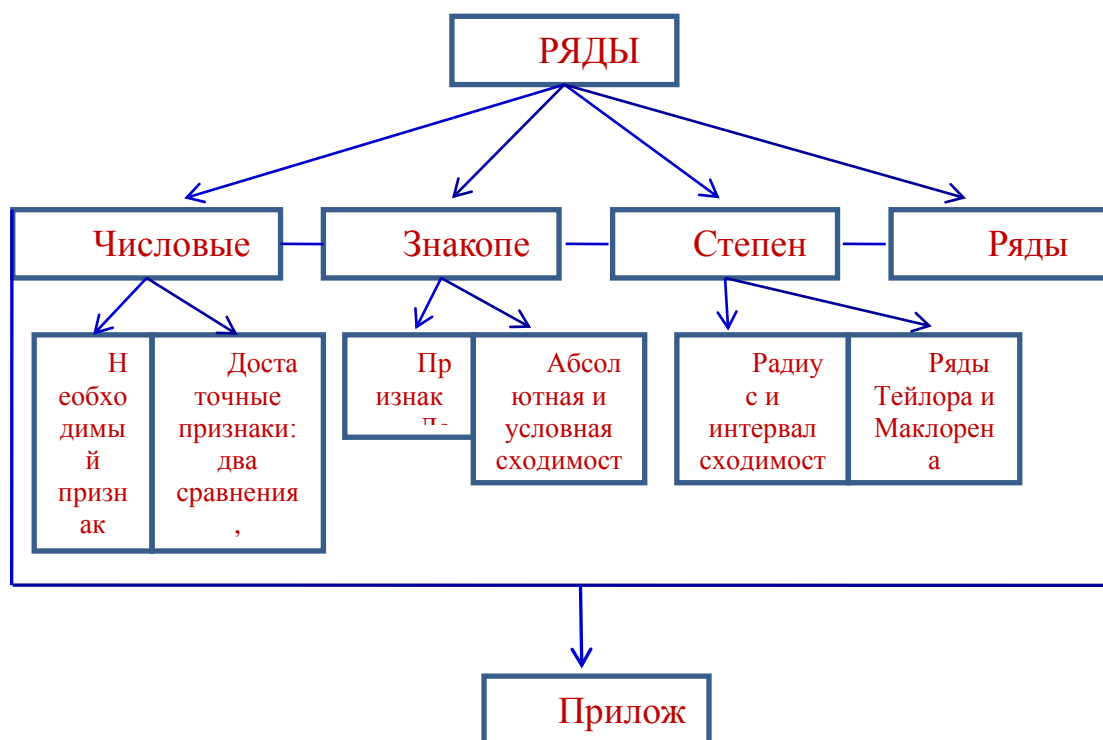 РЯДЫ
Числовые
Знакопе
Степен
Ряды
Н
еобхо
димы
й
призн
ак
Доста
точные
признаки:
два
сравнения
,
Пр
изнак
Абсол
ютная и
условная
сходимост
Радиу
с и
интервал
сходимост
Ряды
Тейлора и
Маклорен
а
Прилож